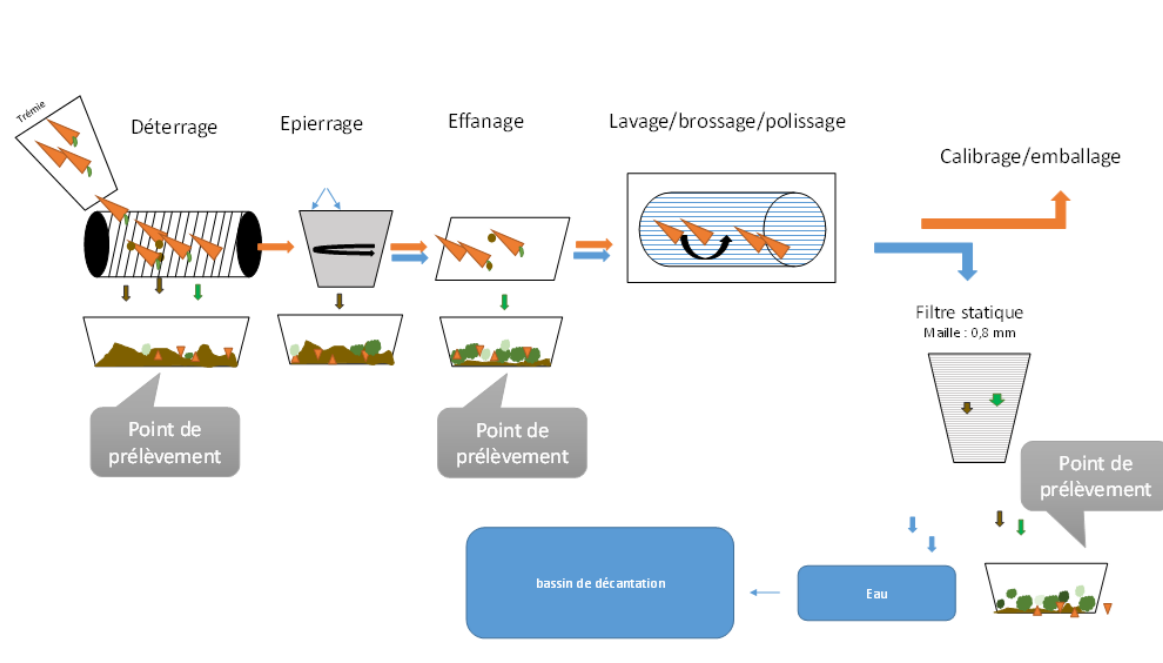 Trémie
Déterrage
Epierrage
Effanage
Lavage/brossage/polissage
Calibrage/emballage
Filtre statique
Maille : 0,8 mm
Point de
prélèvement
Point de
prélèvement
Point de
prélèvement
bassin de décantation
Eau